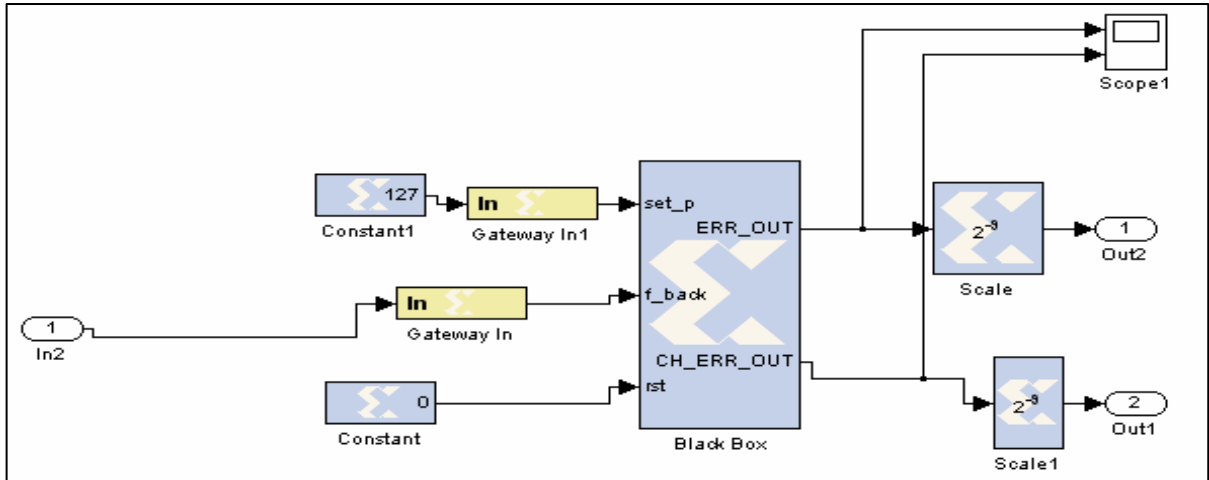 Scope1
127
Constant1
In
Gateway In1
set_p
ERR_OUT
2^-9
Scale
1
Out2
1
In2
In
Gateway In
f_back
CH_ERR_OUT
rst
0
Constant
Black Box
2^-9
Scale1
2
Out1